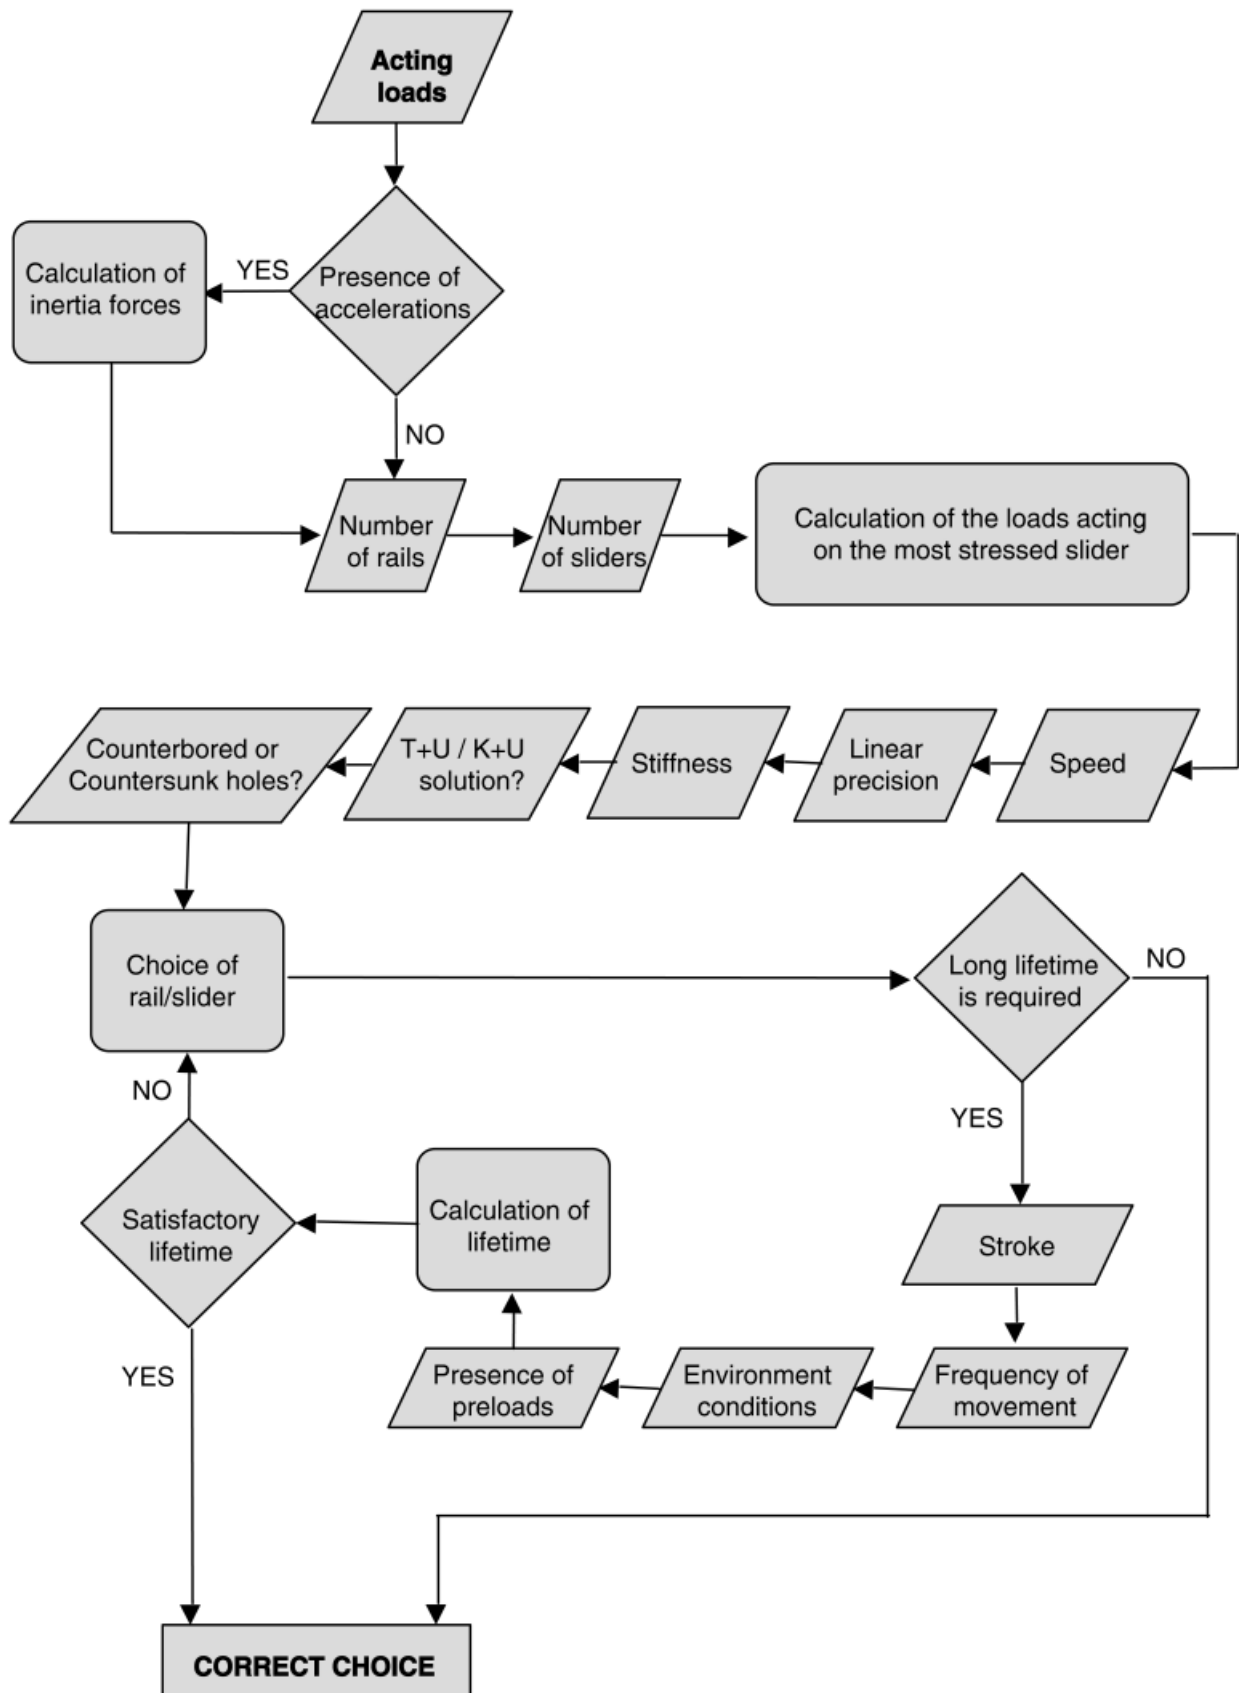 Acting
loads
YES
Calculation of
inertia forces
Presence of
accelerations
NO
Number
of rails
Number
of sliders
Calculation of the loads acting
on the most stressed slider
Counterbored or
Countersunk holes?
T+U / K+U
solution?
Stiffness
Linear
precision
Speed
Choice of
rail/slider
Long lifetime
is required
NO
NO
YES
Satisfactory
lifetime
Calculation of
lifetime
Stroke
YES
Presence of
preloads
Environment
conditions
Frequency of
movement
CORRECT CHOICE